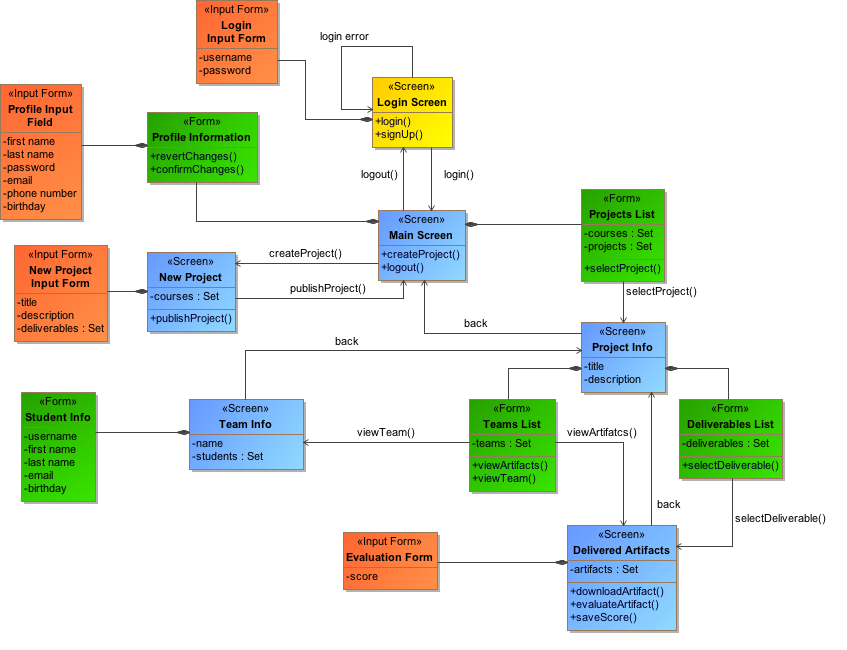 «Input Form»
Login
Input Form
-username
-password
login error
«Screen»
Login Screen
+login()
+signUp()
«Input Form»
Profile Input
Field
-first name
-last name
-password
-email
-phone number
-birthday
«Form»
Profile Information
+revertChanges()
+confirmChanges()
logout()
login()
«Screen»
Main Screen
+createProject()
+logout()
«Form»
Projects List
-courses : Set
-projects : Set
+selectProject()
«Input Form»
New Project
Input Form
-title
-description
-deliverables : Set
«Screen»
New Project
-courses : Set
+publishProject()
createProject()
publishProject()
selectProject()
back
«Screen»
Project Info
-title
-description
back
«Form»
Student Info
-username
-first name
-last name
-email
-birthday
«Screen»
Team Info
-name
-students : Set
viewTeam()
«Form»
Teams List
-teams : Set
+viewArtifacts()
+viewTeam()
viewArtifatcs()
«Form»
Deliverables List
-deliverables : Set
+selectDeliverable()
back
selectDeliverable()
«Input Form»
Evaluation Form
-score
«Screen»
Delivered Artifacts
-artifacts : Set
+downloadArtifact()
+evaluateArtifact()
+saveScore()